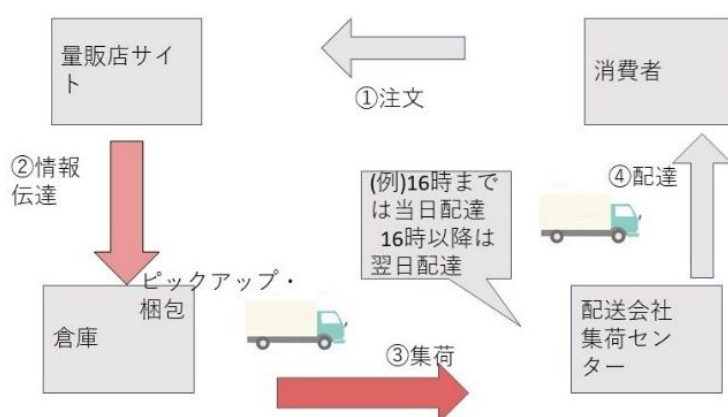 量販店サイ
ト
消費者
①注文
②情報
伝達
(例)16時まで
は当日配達
16時以降は
翌日配達
④配達
ピックアップ・
梱包
倉庫
配送会社
集荷セン
ター
③集荷